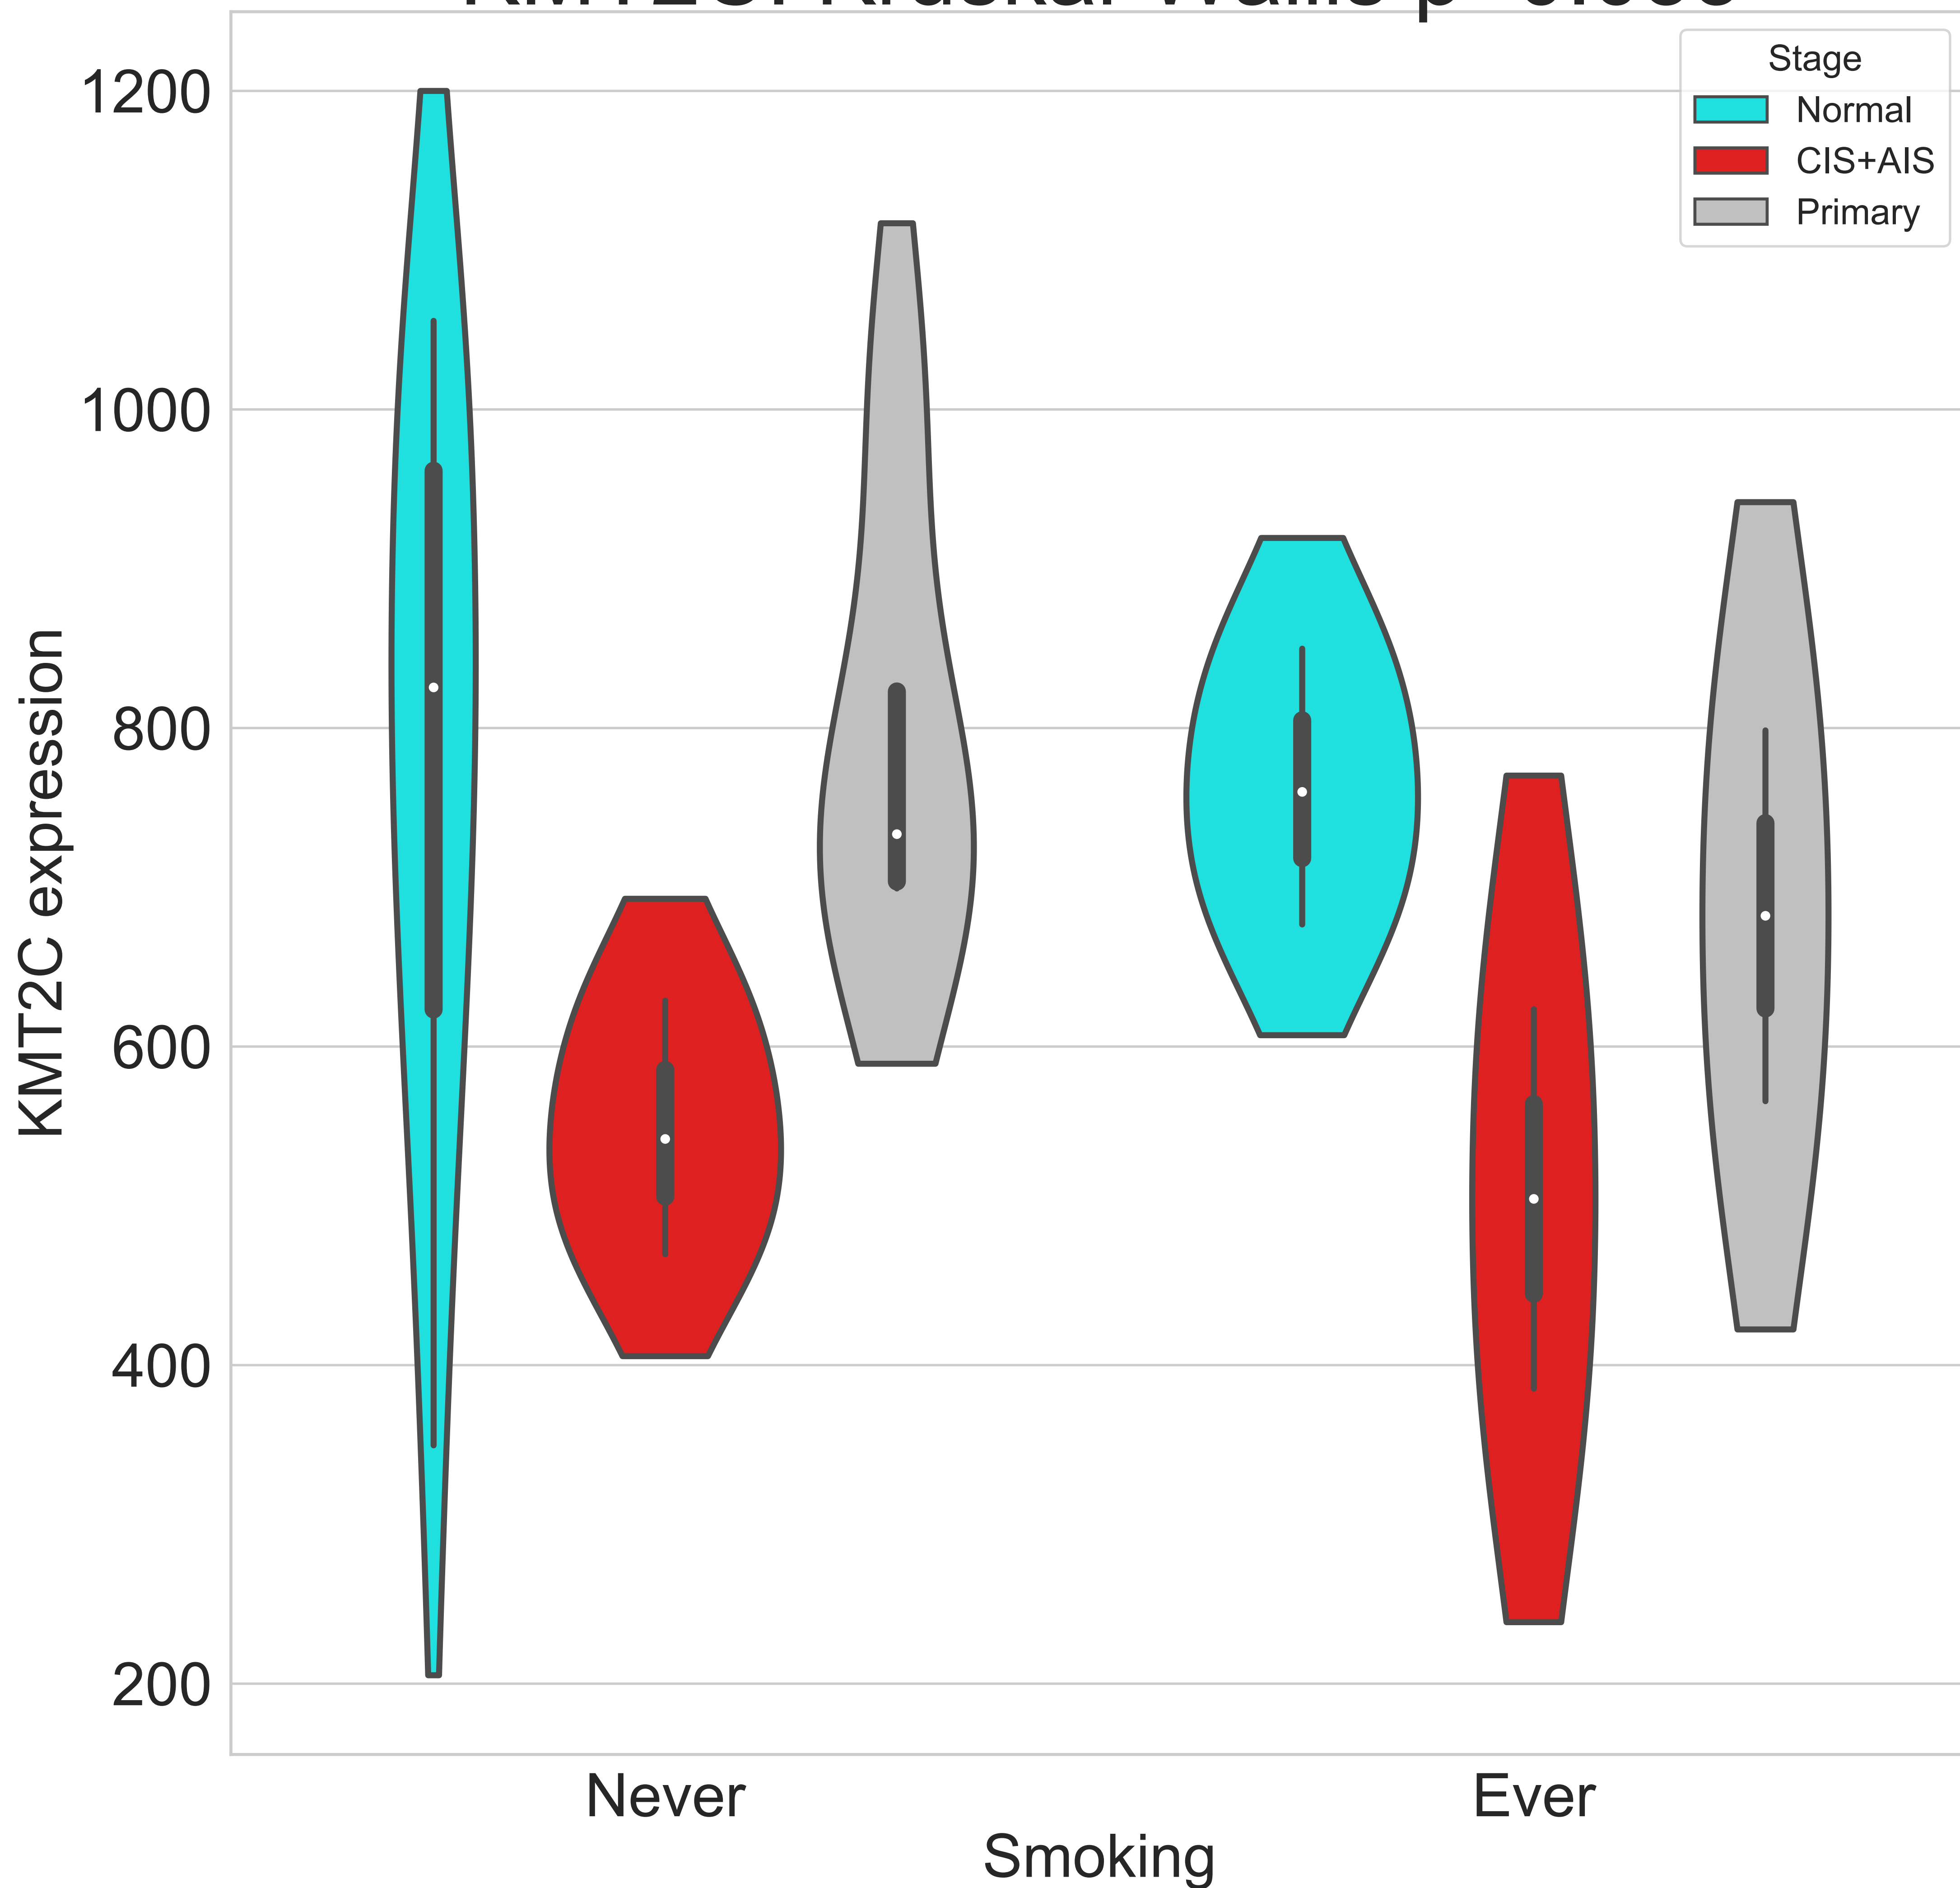 1200
1000
800
600
400
200
KMT2C expression
Stage
Normal
CIS+AIS
Primary
Never
Ever
Smoking